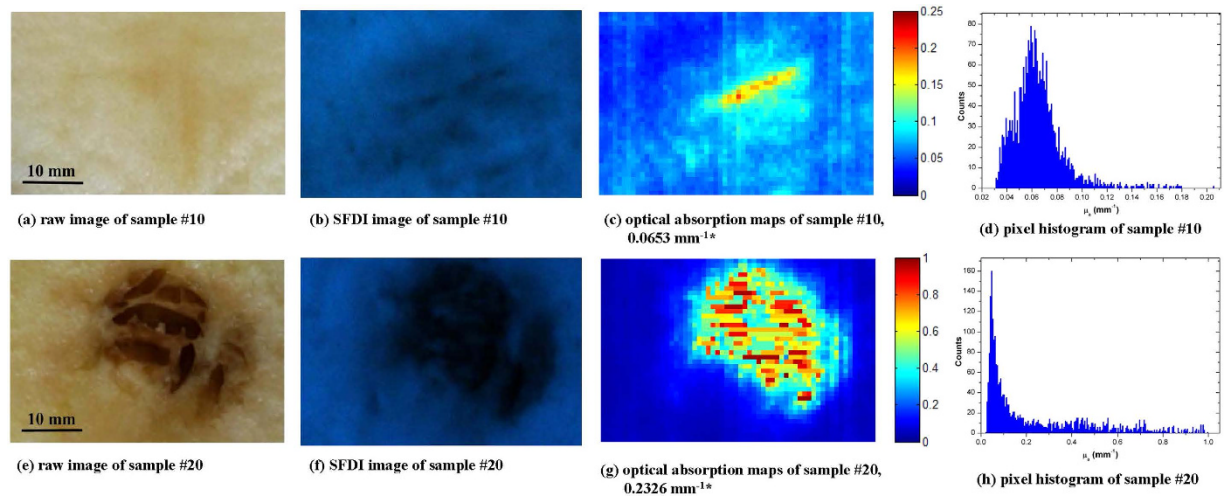 10 mm
(a) raw image of sample #10
(b) SFDI image of sample #10
0.25
0.2
0.15
0.1
0.05
0
(c) optical absorption maps of sample #10,
0.0653 mm⁻¹*
Counts
80
70
60
50
40
30
20
10
0
0.02 0.04 0.06 0.08 0.10 0.12 0.14 0.16 0.18 0.20
μa (mm⁻¹)
(d) pixel histogram of sample #10
10 mm
(e) raw image of sample #20
(f) SFDI image of sample #20
1
0.8
0.6
0.4
0.2
0
(g) optical absorption maps of sample #20,
0.2326 mm⁻¹*
Counts
160
140
120
100
80
60
40
20
0
0.0 0.2 0.4 0.6 0.8 1.0
μa (mm⁻¹)
(h) pixel histogram of sample #20